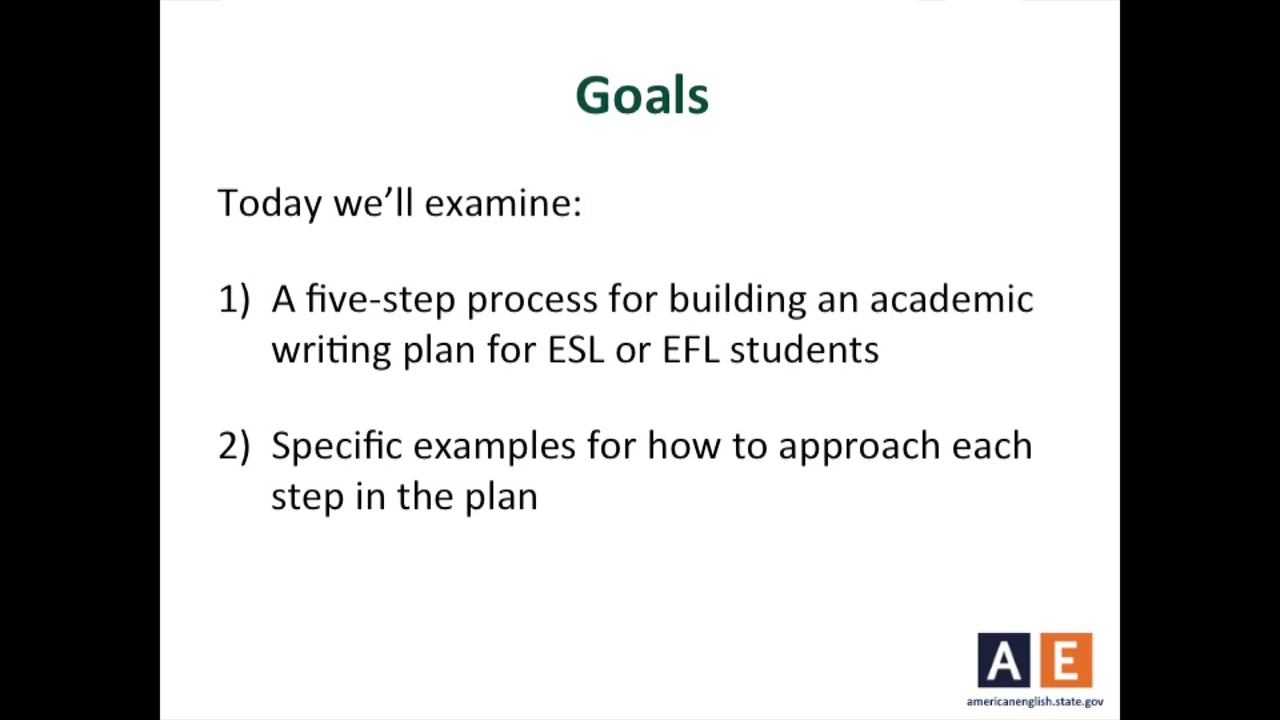 Goals
Today we’ll examine:
1) A five-step process for building an academic
writing plan for ESL or EFL students
2) Specific examples for how to approach each
step in the plan
A E
americanenglish.state.gov